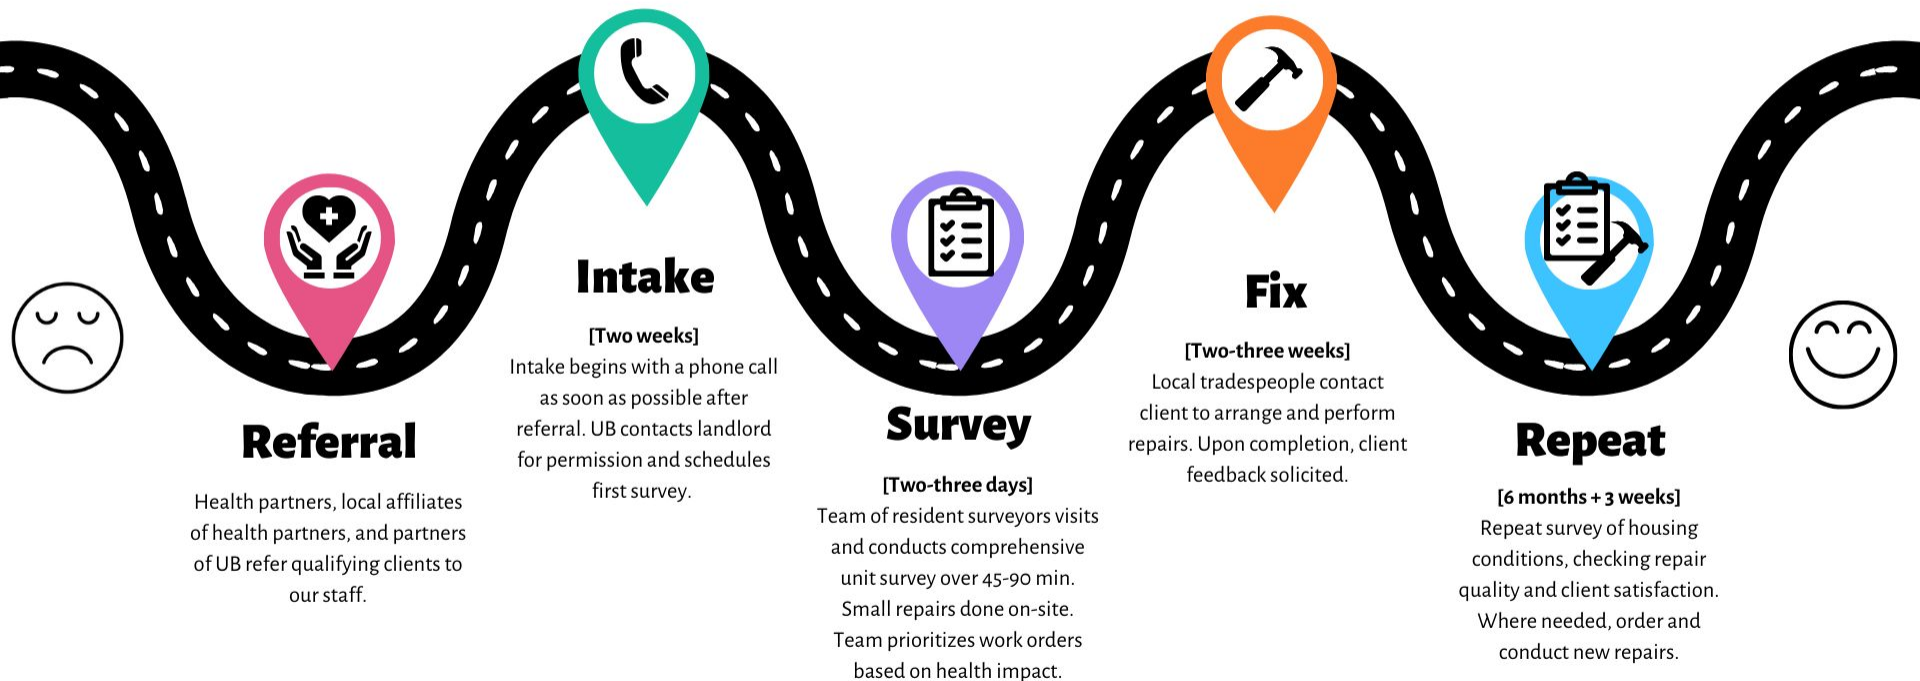 Referral
Health partners, local affiliates
of health partners, and partners
of UB refer qualifying clients to
our staff.
Intake
[Two weeks]
Intake begins with a phone call
as soon as possible after
referral. UB contacts landlord
for permission and schedules
first survey.
Survey
[Two-three days]
Team of resident surveyors visits
and conducts comprehensive
unit survey over 45-90 min.
Small repairs done on-site.
Team prioritizes work orders
based on health impact.
Fix
[Two-three weeks]
Local tradespeople contact
client to arrange and perform
repairs. Upon completion, client
feedback solicited.
Repeat
[6 months + 3 weeks]
Repeat survey of housing
conditions, checking repair
quality and client satisfaction.
Where needed, order and
conduct new repairs.